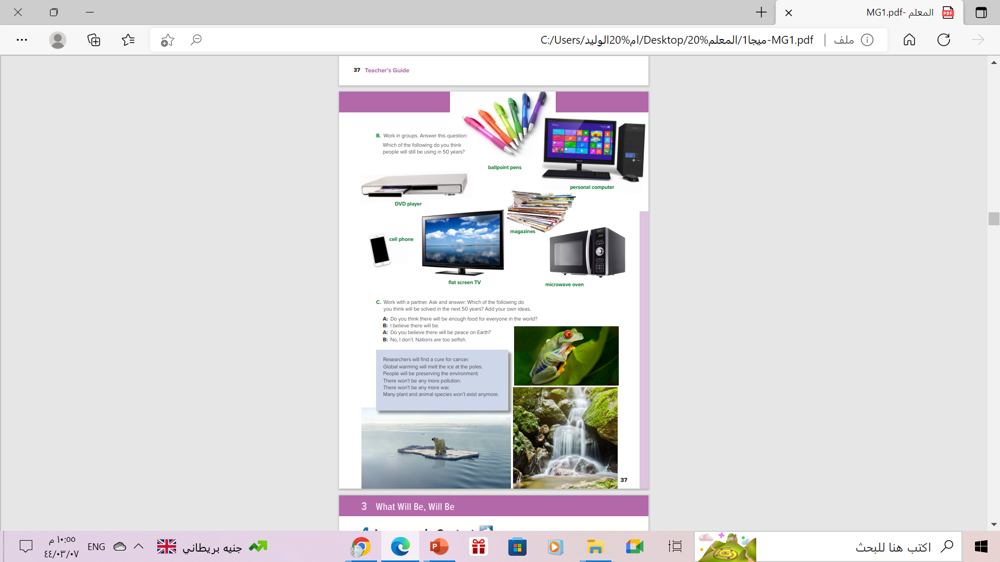 المعلم -MG1.pdf
C:/Users/ام%20الوليد/Desktop/ميجا1/المعلم%20-MG1.pdf
ملف
37 Teacher's Guide
B. Work in groups. Answer this question:
Which of the following do you think
people will still be using in 50 years?
ballpoint pens
personal computer
DVD player
magazines
cell phone
flat screen TV
microwave oven
C. Work with a partner. Ask and answer: Which of the following do
you think will be solved in the next 50 years? Add your own ideas.
A: Do you think there will be enough food for everyone in the world?
B: I believe there will be.
A: Do you believe there will be peace on Earth?
B: No, I don't. Nations are too selfish.
Researchers will find a cure for cancer.
Global warming will melt the ice at the poles.
People will be preserving the environment.
There won't be any more pollution.
There won't be any more war.
Many plant and animal species won't exist anymore.
37
3 What Will Be, Will Be
١٠:٥٥ م
٤٤/٠٣/٠٧
ENG
جنيه بريطاني
اكتب هنا للبحث